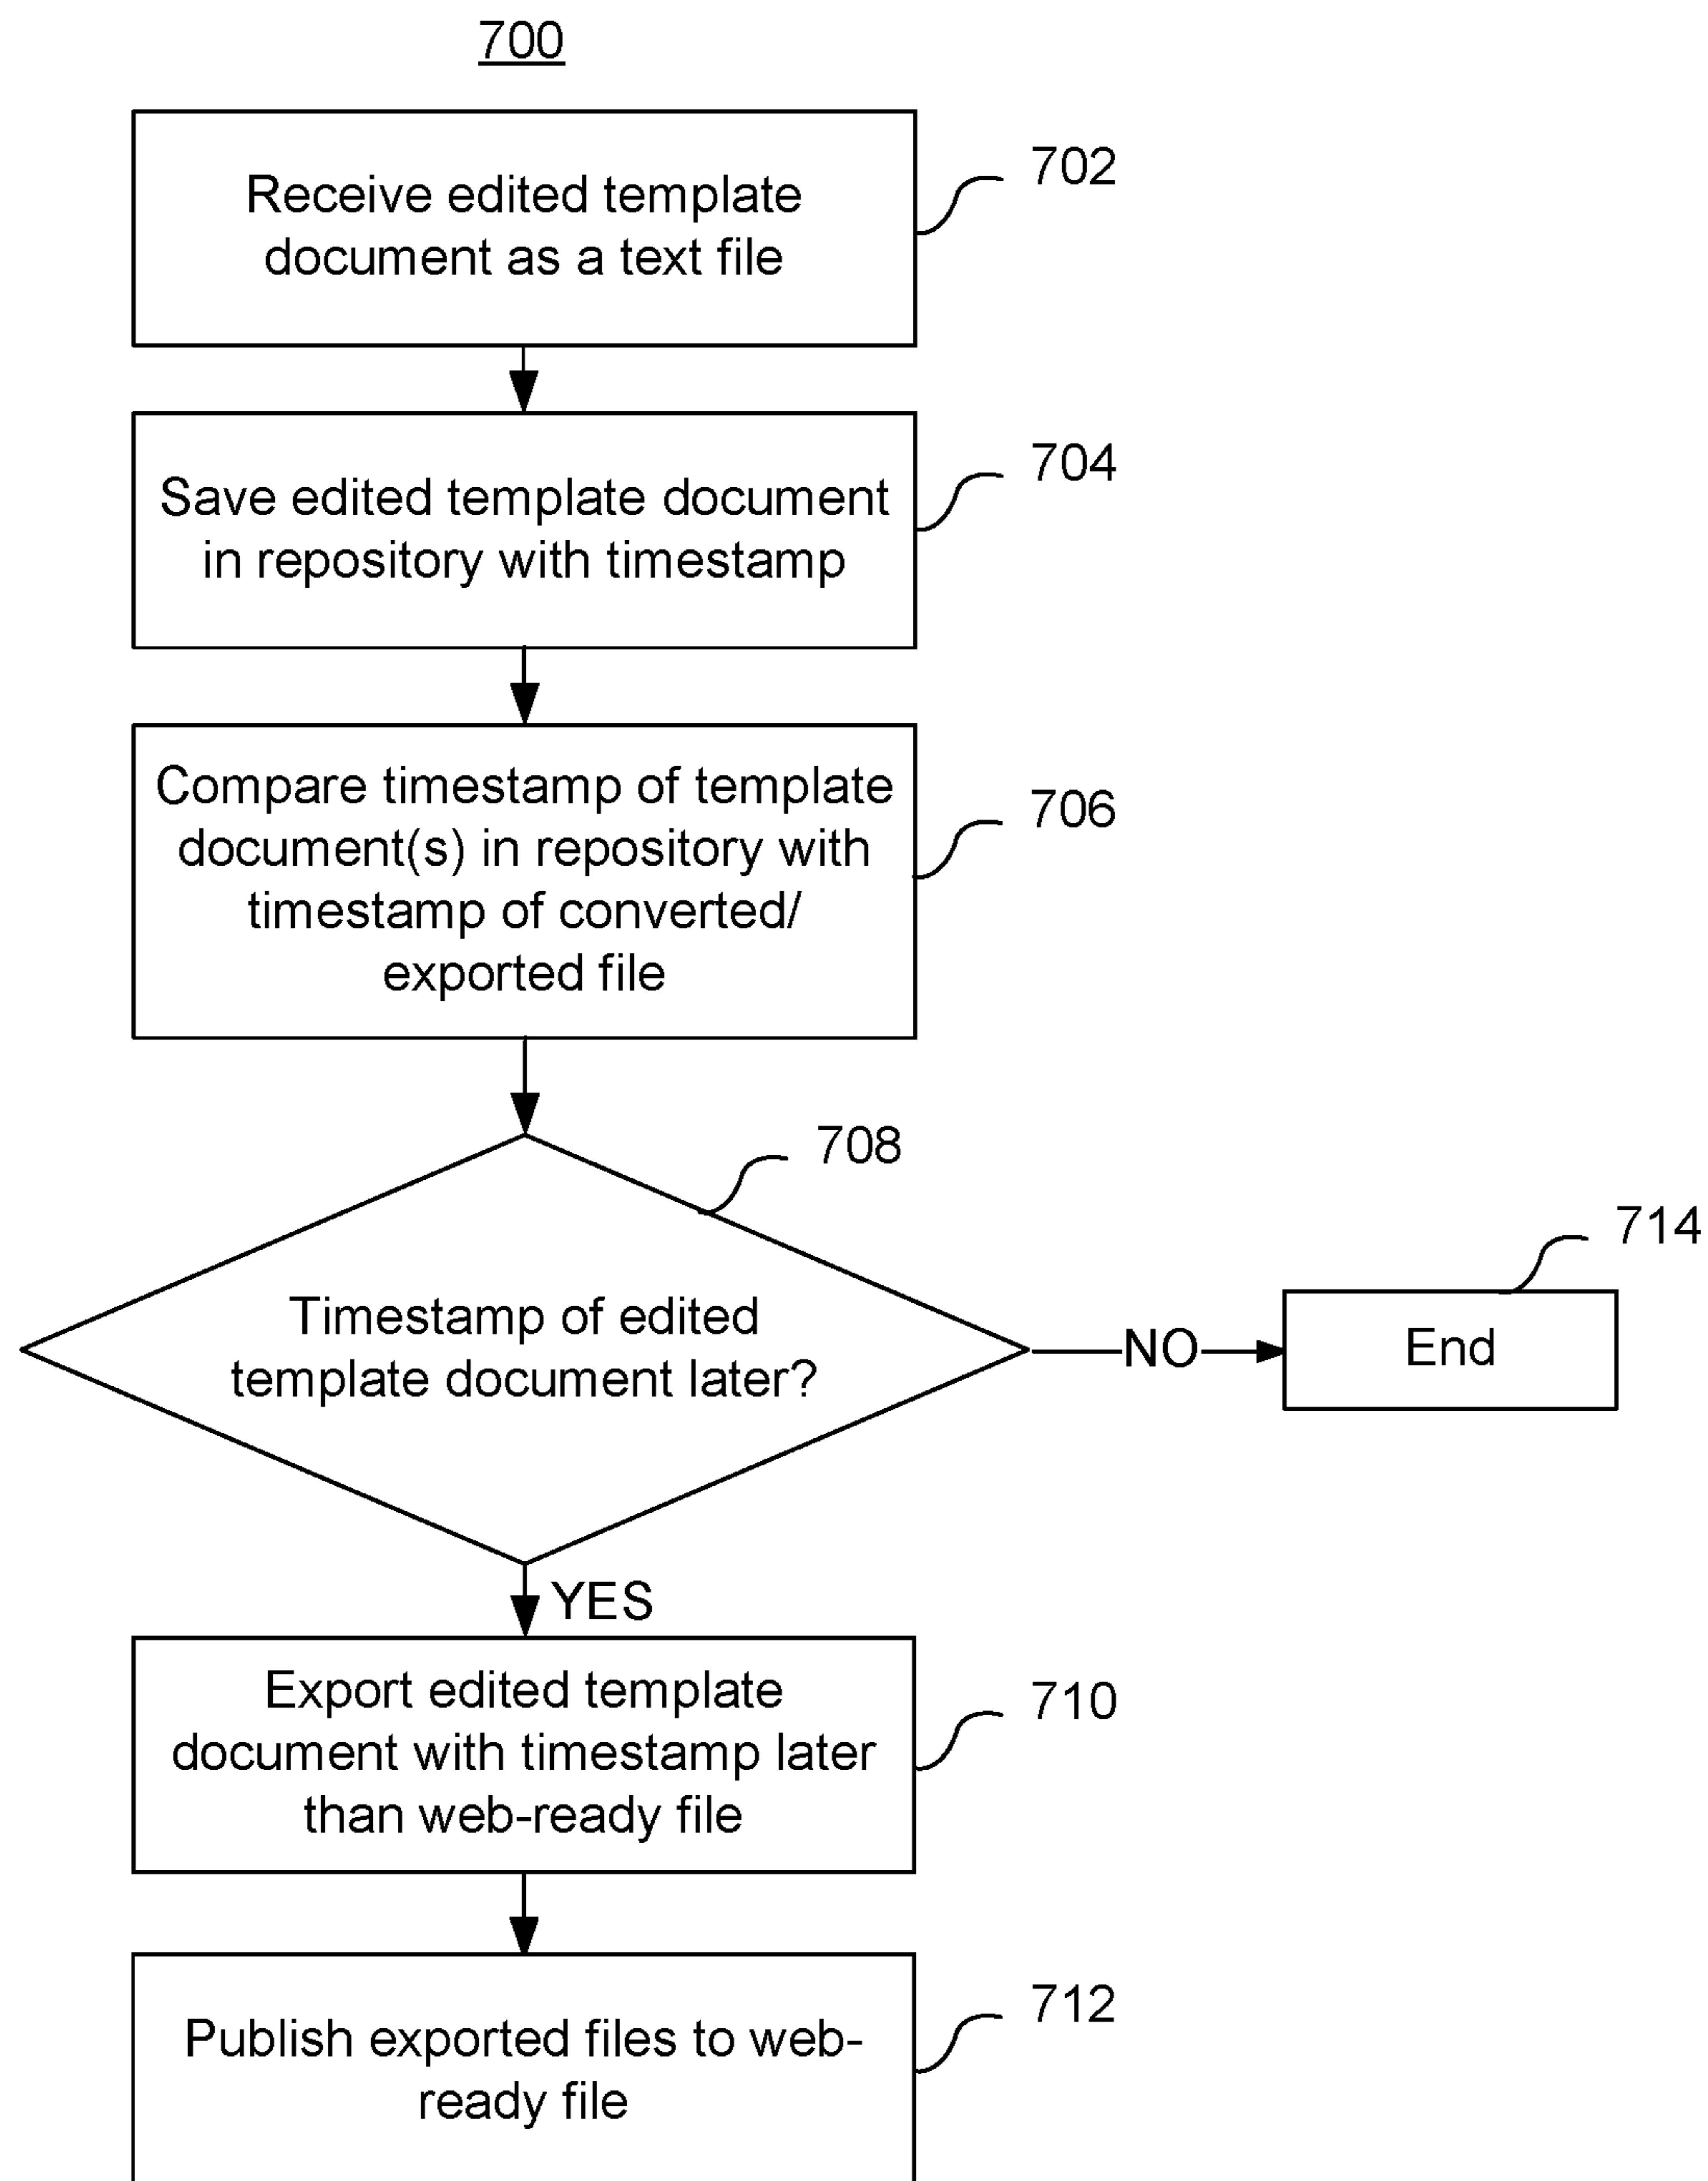 700
Receive edited template
document as a text file
702
Save edited template document
in repository with timestamp
704
Compare timestamp of template
document(s) in repository with
timestamp of converted/
exported file
706
708
Timestamp of edited
template document later?
NO
714
End
YES
Export edited template
document with timestamp later
than web-ready file
710
Publish exported files to web-
ready file
712